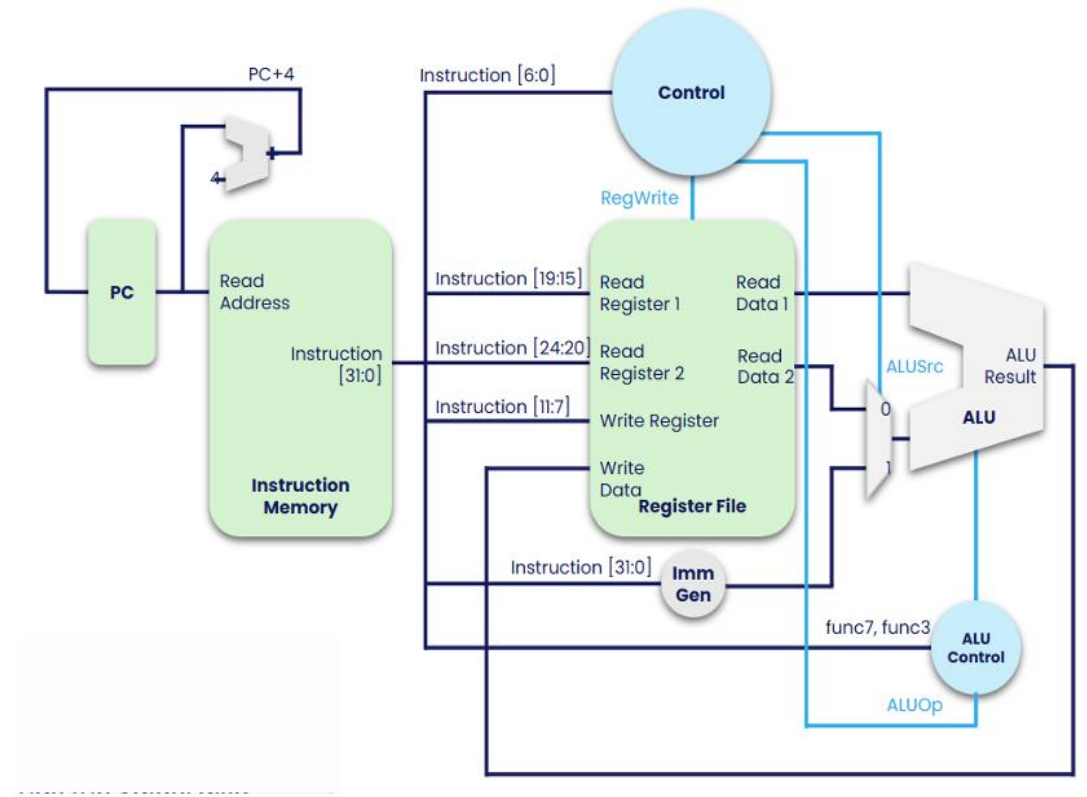 PC+4
Instruction [6:0]
Control
4
+
RegWrite
PC
Read
Address
Instruction
[31:0]
Instruction
Memory
Instruction [19:15]
Read
Register 1
Read
Data 1
Instruction [24:20]
Read
Register 2
Read
Data 2
Instruction [11:7]
Write Register
Write
Data
Register File
ALUSrc
0
1
ALU
Result
ALU
Instruction [31:0]
Imm
Gen
func7, func3
ALU
Control
ALUOp